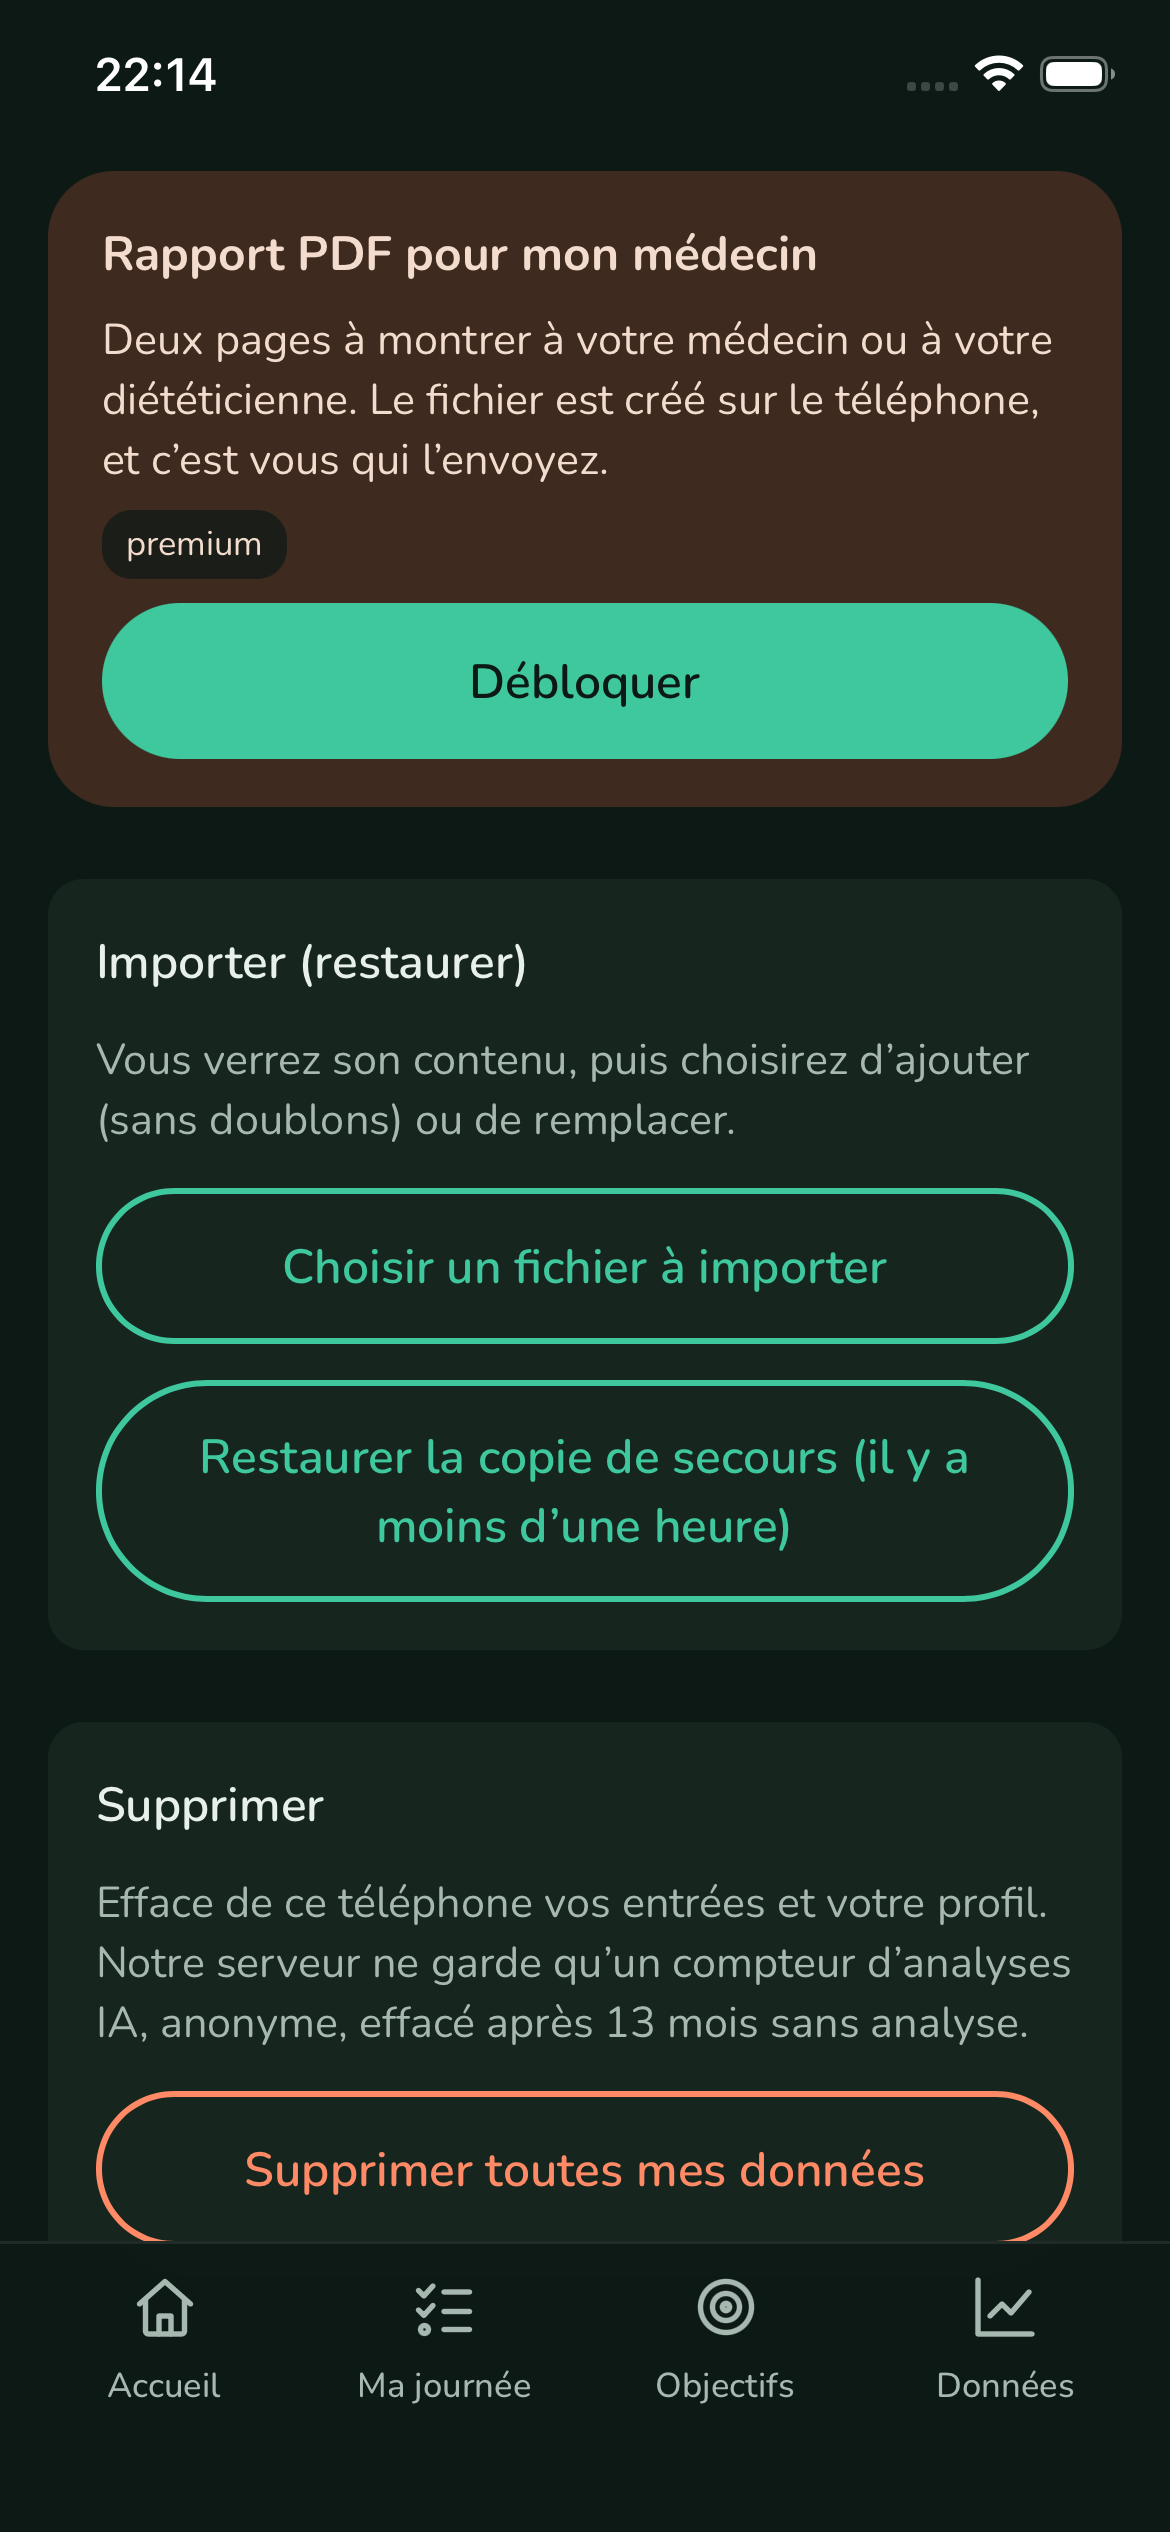 22:14
Rapport PDF pour mon médecin
Deux pages à montrer à votre médecin ou à votre
diététicienne. Le fichier est créé sur le téléphone,
et c’est vous qui l’envoyez.
premium
Débloquer
Importer (restaurer)
Vous verrez son contenu, puis choisirez d’ajouter
(sans doublons) ou de remplacer.
Choisir un fichier à importer
Restaurer la copie de secours (il y a
moins d’une heure)
Supprimer
Efface de ce téléphone vos entrées et votre profil.
Notre serveur ne garde qu’un compteur d’analyses
IA, anonyme, effacé après 13 mois sans analyse.
Supprimer toutes mes données
Accueil
Ma journée
Objectifs
Données